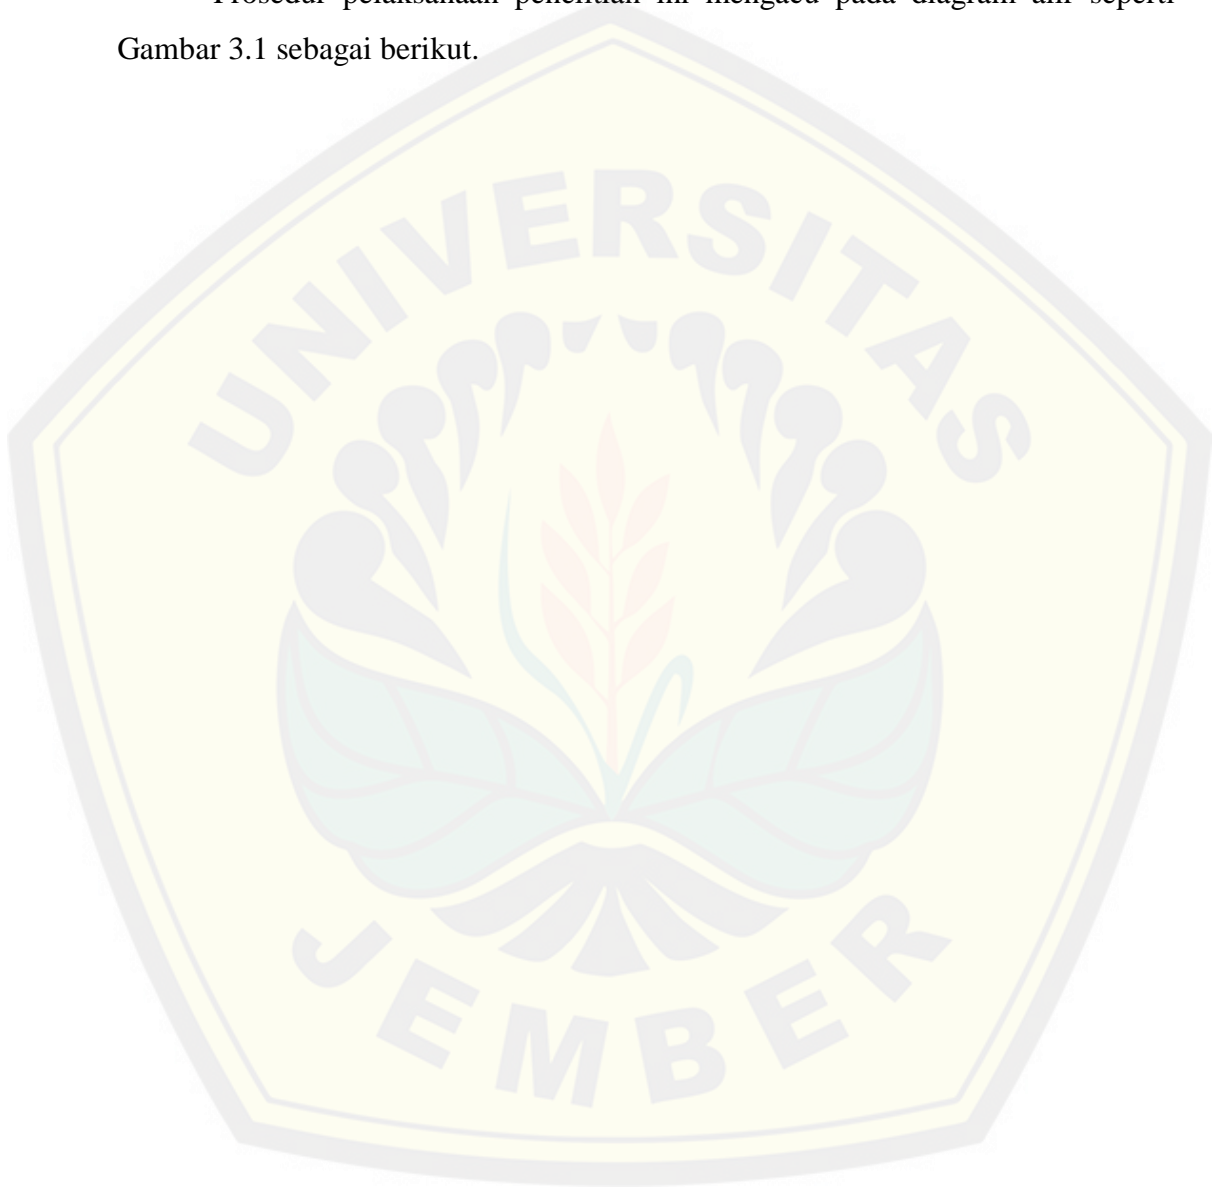 Prosedur pelaksanaan penelitian ini mengacu pada diagram alir seperti
Gambar 3.1 sebagai berikut.
UNIVERSITAS
JEMBER